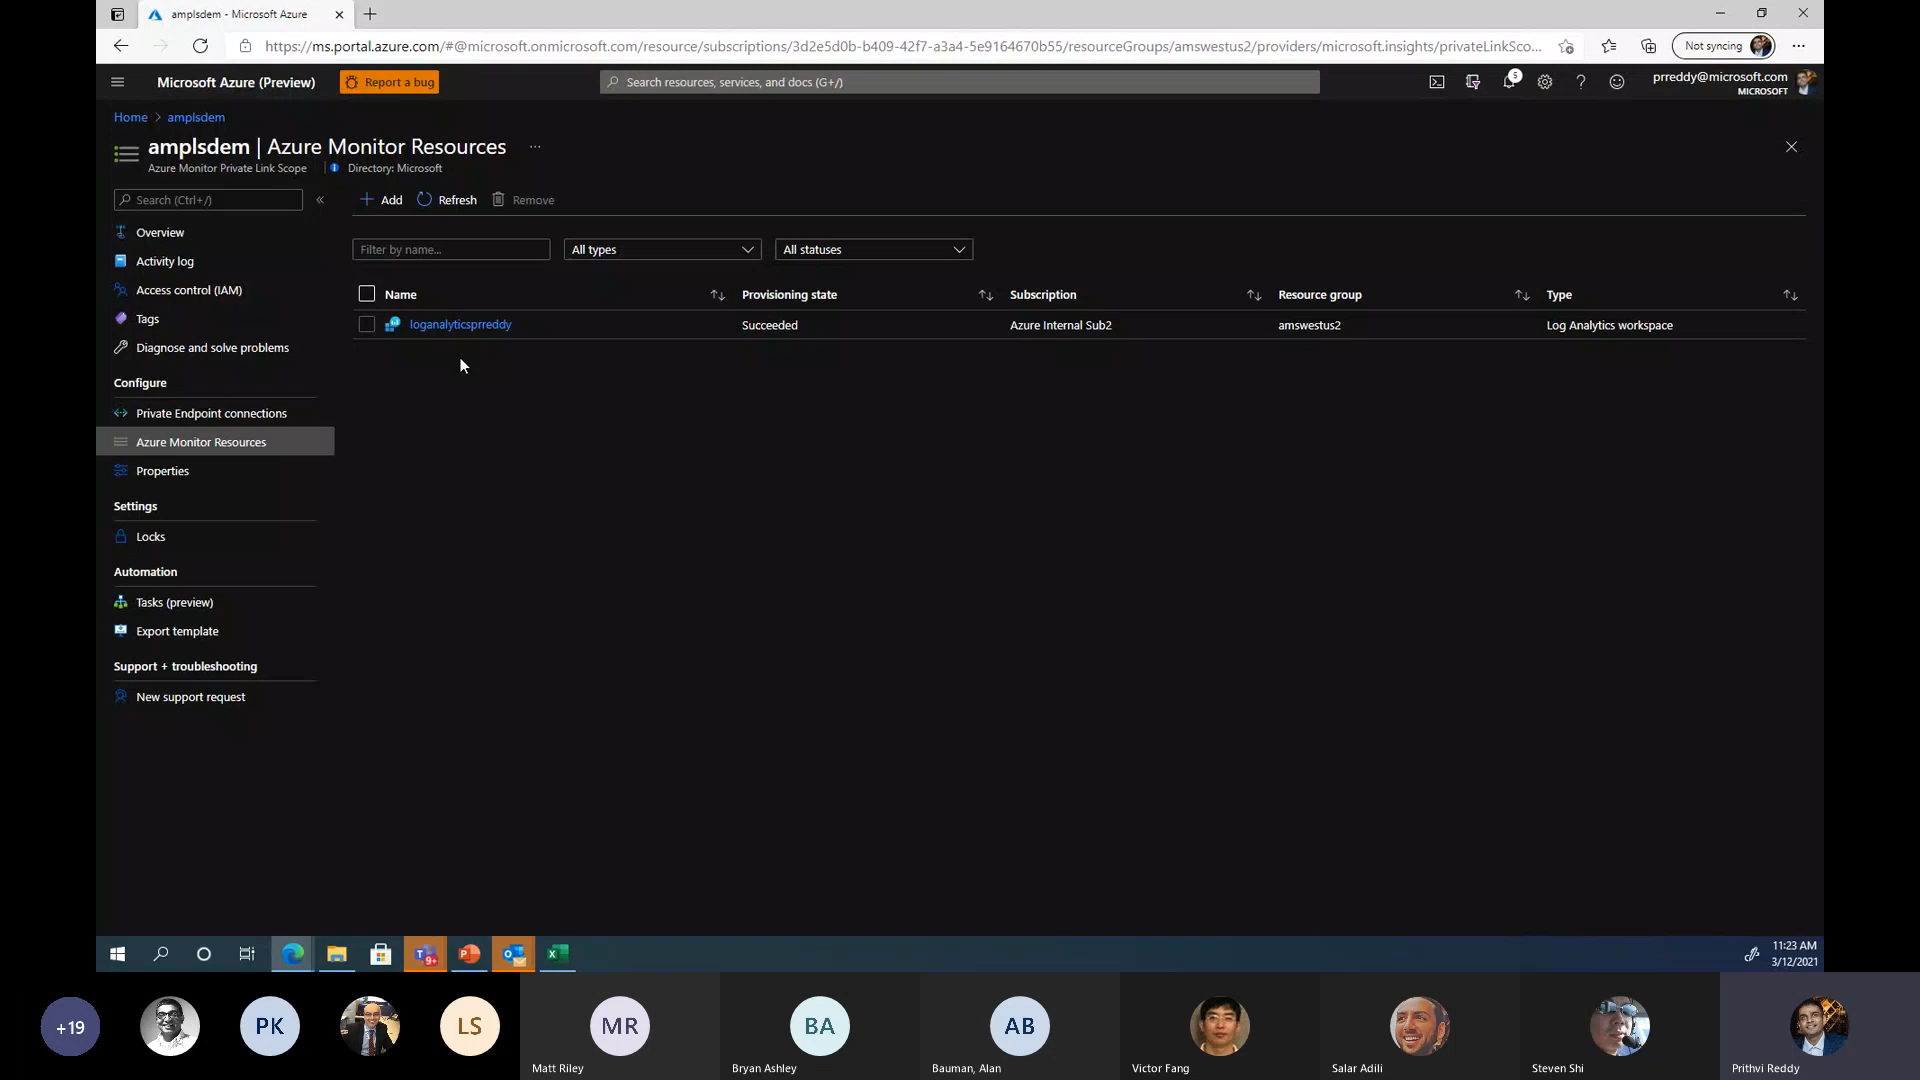 amplsdem - Microsoft Azure
https://ms.portal.azure.com/#@microsoft.onmicrosoft.com/resource/subscriptions/3d2e5d0b-b409-42f7-a3a4-5e9164670b55/resourceGroups/amswestus2/providers/microsoft.insights/privateLinkSco...
Not syncing
Microsoft Azure (Preview)
Report a bug
Search resources, services, and docs (G+/)
5
prreddy@microsoft.com
MICROSOFT
Home > amplsdem
amplsdem | Azure Monitor Resources ...
Azure Monitor Private Link Scope
Directory: Microsoft
Search (Ctrl+/)
«
Overview
Activity log
Access control (IAM)
Tags
Diagnose and solve problems
Configure
Private Endpoint connections
Azure Monitor Resources
Properties
Settings
Locks
Automation
Tasks (preview)
Export template
Support + troubleshooting
New support request
Add
Refresh
Remove
Filter by name...
All types
All statuses
Name
Provisioning state
Subscription
Resource group
Type
loganalyticsprreddy
Succeeded
Azure Internal Sub2
amswestus2
Log Analytics workspace
9+
11:23 AM
3/12/2021
+19
PK
LS
MR
Matt Riley
BA
Bryan Ashley
AB
Bauman, Alan
Victor Fang
Salar Adili
Steven Shi
Prithvi Reddy